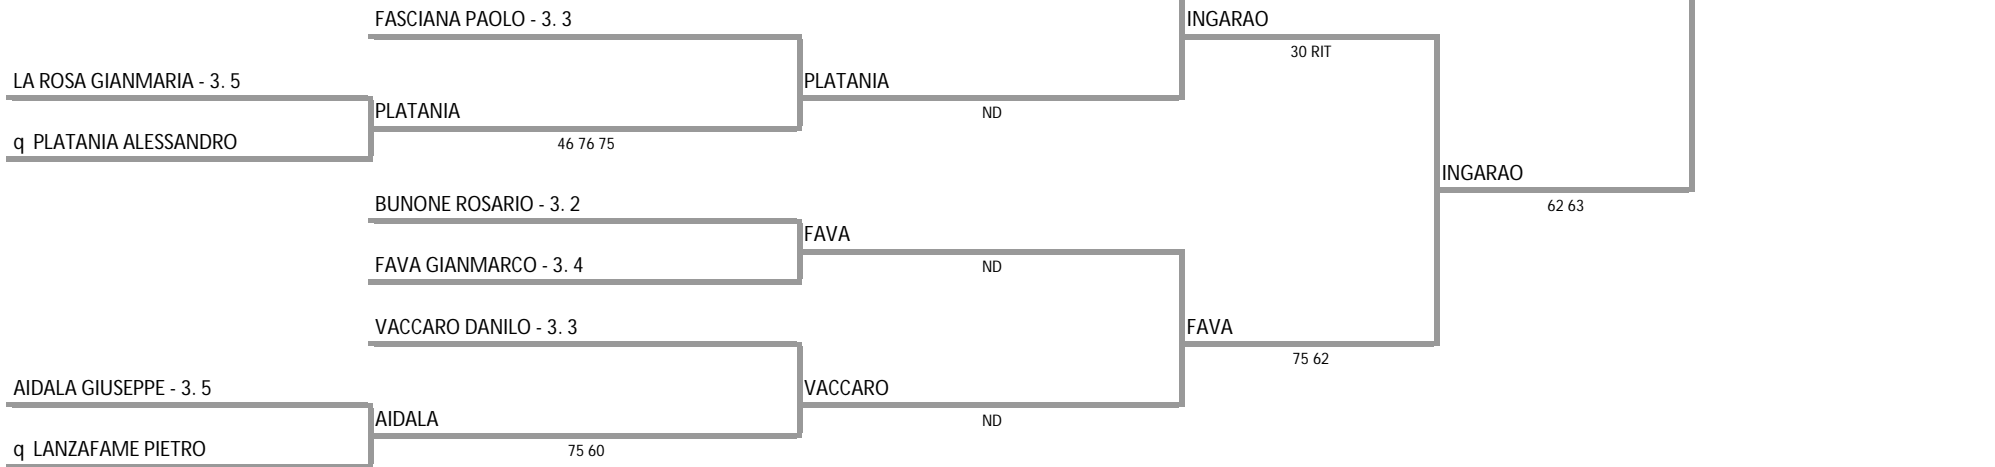 FASCIANA PAOLO - 3. 3
INGARAO
30 RIT
LA ROSA GIANMARIA - 3. 5
PLATANIA
PLATANIA
ND
q PLATANIA ALESSANDRO
46 76 75
INGARAO
62 63
BUNONE ROSARIO - 3. 2
FAVA
FAVA GIANMARCO - 3. 4
ND
VACCARO DANILO - 3. 3
FAVA
75 62
AIDALA GIUSEPPE - 3. 5
VACCARO
AIDALA
ND
q LANZAFAME PIETRO
75 60